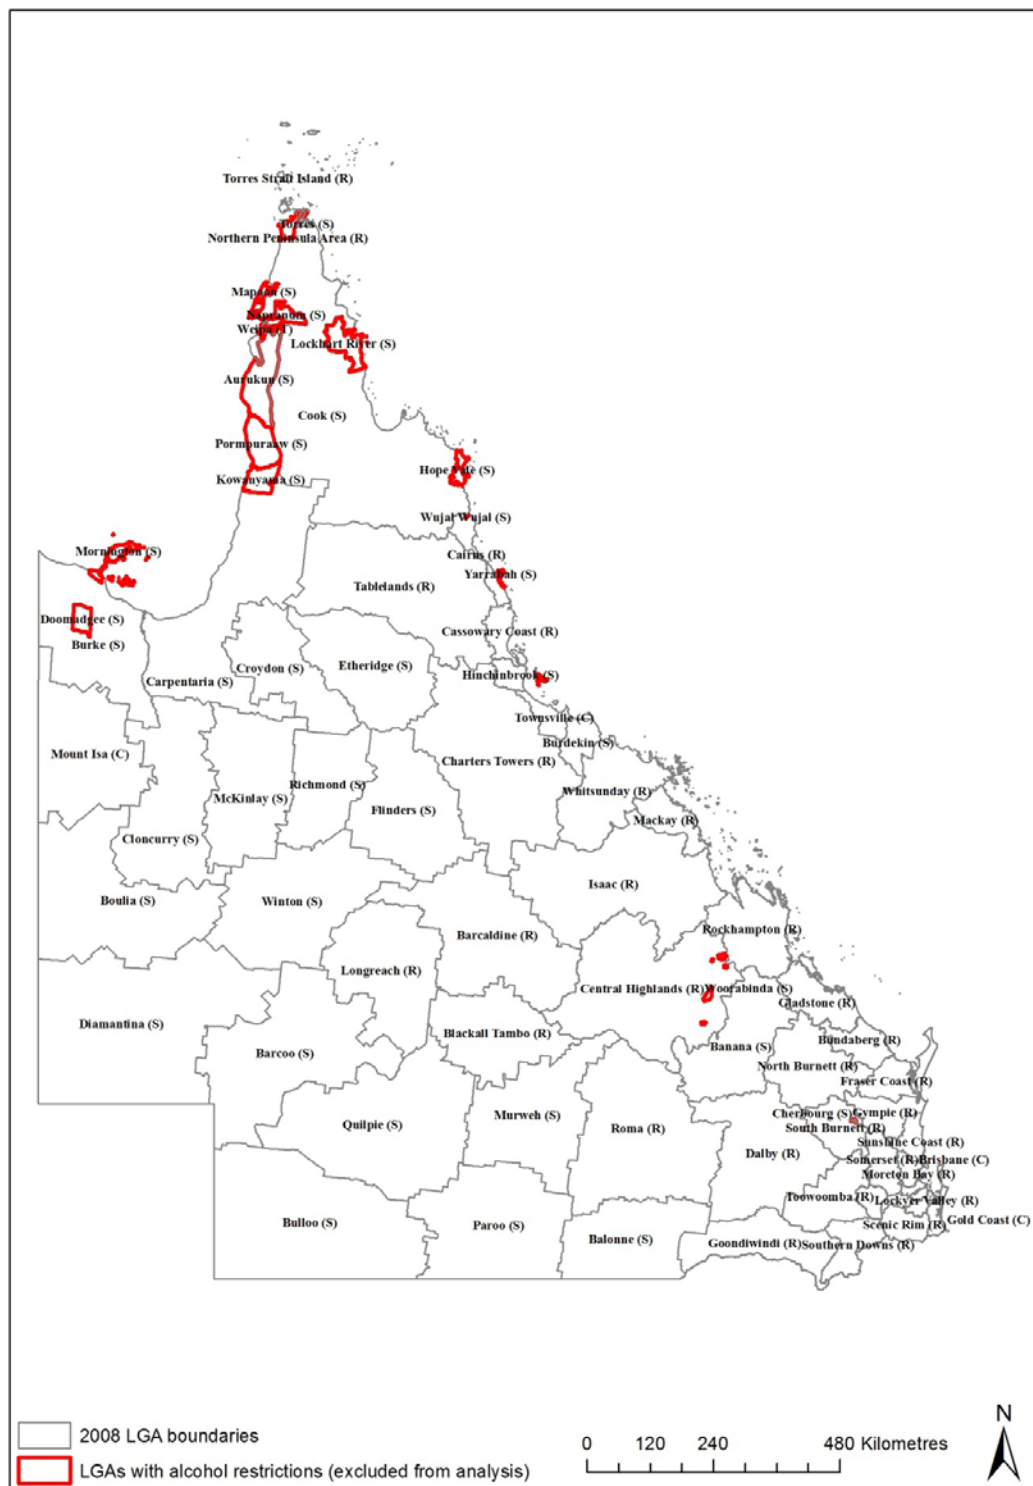 Torres Strait Island (R)
Torres (S)
Northern Peninsula Area (R)
Mapoon (S)
Napranum (S)
Weipa (T)
Lockhart River (S)
Aurukun (S)
Cook (S)
Pormpuraaw (S)
Kowanyama (S)
Hope Vale (S)
Wujal Wujal (S)
Mornington (S)
Cairns (R)
Yarrabah (S)
Tablelands (R)
Doomadgee (S)
Burke (S)
Cassowary Coast (R)
Etheridge (S)
Croydon (S)
Hinchinbrook (S)
Carpentaria (S)
Townsville (C)
Burdekin (S)
Mount Isa (C)
Charters Towers (R)
Richmond (S)
Whitsunday (R)
McKinlay (S)
Flinders (S)
Mackay (R)
Cloncurry (S)
Isaac (R)
Boulia (S)
Winton (S)
Rockhampton (R)
Barcaldine (R)
Longreach (R)
Central Highlands (R)
Woorabinda (S)
Gladstone (R)
Diamantina (S)
Blackall Tambo (R)
Bundaberg (R)
Barcoo (S)
Banana (S)
North Burnett (R)
Fraser Coast (R)
Cherbourg (S)
Gympie (R)
Murweh (S)
Quilpie (S)
Roma (R)
South Burnett (R)
Sunshine Coast (R)
Dalby (R)
Somerset (R)
Brisbane (C)
Moreton Bay (R)
Toowoomba (R)
Lockyer Valley (R)
Bulloo (S)
Paroo (S)
Scenic Rim (R)
Gold Coast (C)
Balonne (S)
Goondiwindi (R)
Southern Downs (R)
N
2008 LGA boundaries
0 120 240 480 Kilometres
LGAs with alcohol restrictions (excluded from analysis)